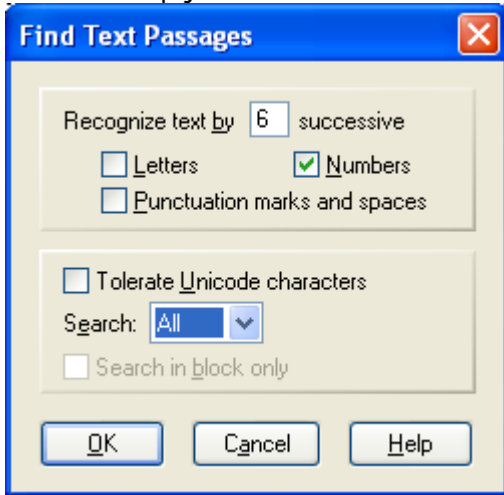 Find Text Passages
Recognize text by 6 successive
Letters Numbers
Punctuation marks and spaces
Tolerate Unicode characters
Search: All
Search in block only
OK Cancel Help